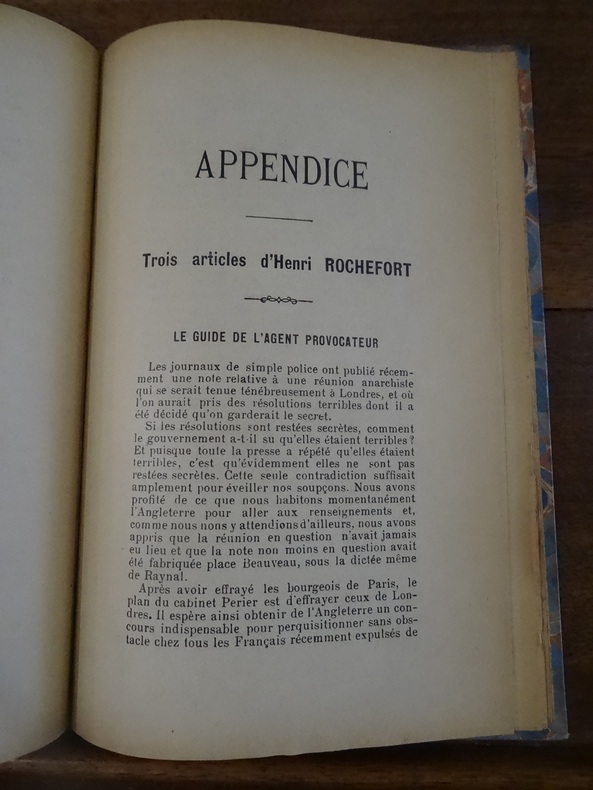 APPENDICE
Trois articles d'Henri ROCHEFORT
LE GUIDE DE L'AGENT PROVOCATEUR
Les journaux de simple police ont publié récem-
ment une note relative à une réunion anarchiste
qui se serait tenue ténébreusement à Londres, et où
l'on aurait pris des résolutions terribles dont il a
été décidé qu'on garderait le secret.
Si les résolutions sont restées secrètes, comment
le gouvernement a-t-il su qu'elles étaient terribles ?
Et puisque toute la presse a répété qu'elles étaient
terribles, c'est qu'évidemment elles ne sont pas
restées secrètes. Cette seule contradiction suffisait
amplement pour éveiller nos soupçons. Nous avons
profité de ce que nous habitons momentanément
l'Angleterre pour aller aux renseignements et,
comme nous nous y attendions d'ailleurs, nous avons
appris que la réunion en question n'avait jamais
eu lieu et que la note non moins en question avait
été fabriquée place Beauveau, sous la dictée même
de Raynal.
Après avoir effrayé les bourgeois de Paris, le
plan du cabinet Perier est d'effrayer ceux de Lon-
dres. Il espère ainsi obtenir de l'Angleterre un con-
cours indispensable pour perquisitionner sans obs-
tacle chez tous les Français récemment expulsés de